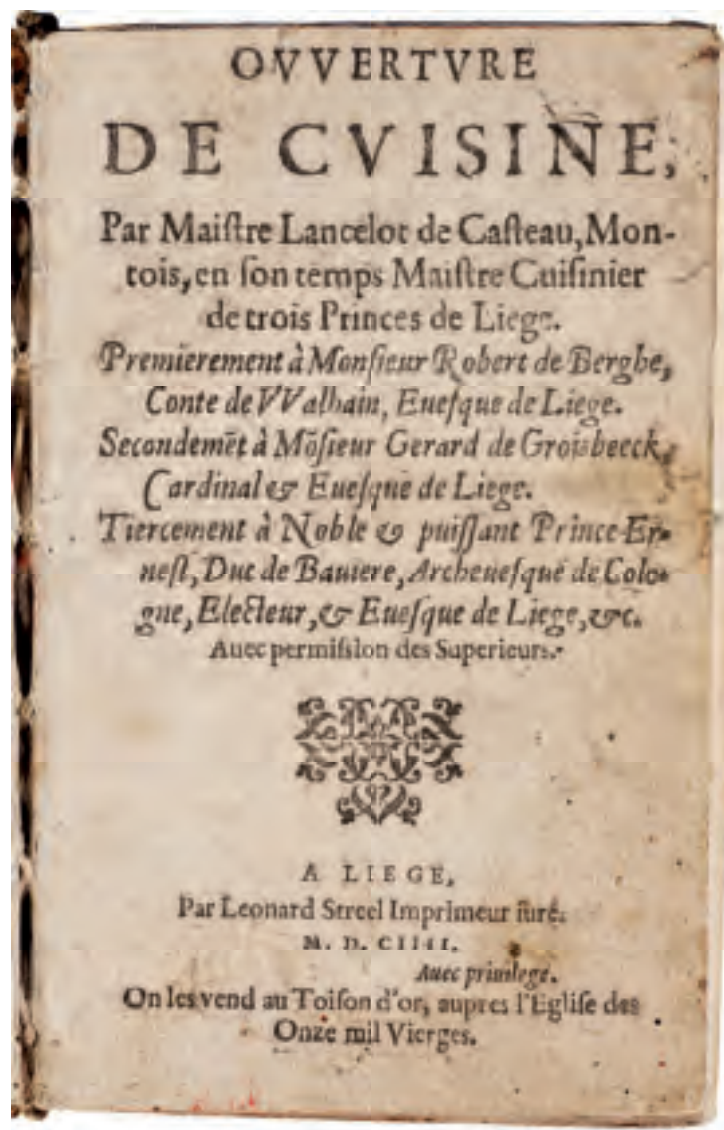 OVVERTVRE
DE CVISINE,
Par Maiſtre Lancelot de Caſteau, Mon-
tois, en ſon temps Maiſtre Cuiſinier
de trois Princes de Liege.
Premierement à Monſieur Robert de Berghe,
Conte de VValhain, Eueſque de Liege.
Secondemēt à Mōſieur Gerard de Groisbeeck,
Cardinal & Eueſque de Liege.
Tiercement à Noble & puiſſant Prince Er-
neſt, Duc de Bauiere, Archeueſque de Colo-
gne, Electeur, & Eueſque de Liege, &c.
Auec permiſsion des Superieurs.
A LIEGE,
Par Leonard Streel Imprimeur iuré.
M. D. CIIII.
Auec priuilege.
On les vend au Toiſon d'or, aupres l'Egliſe des
Onze mil Vierges.